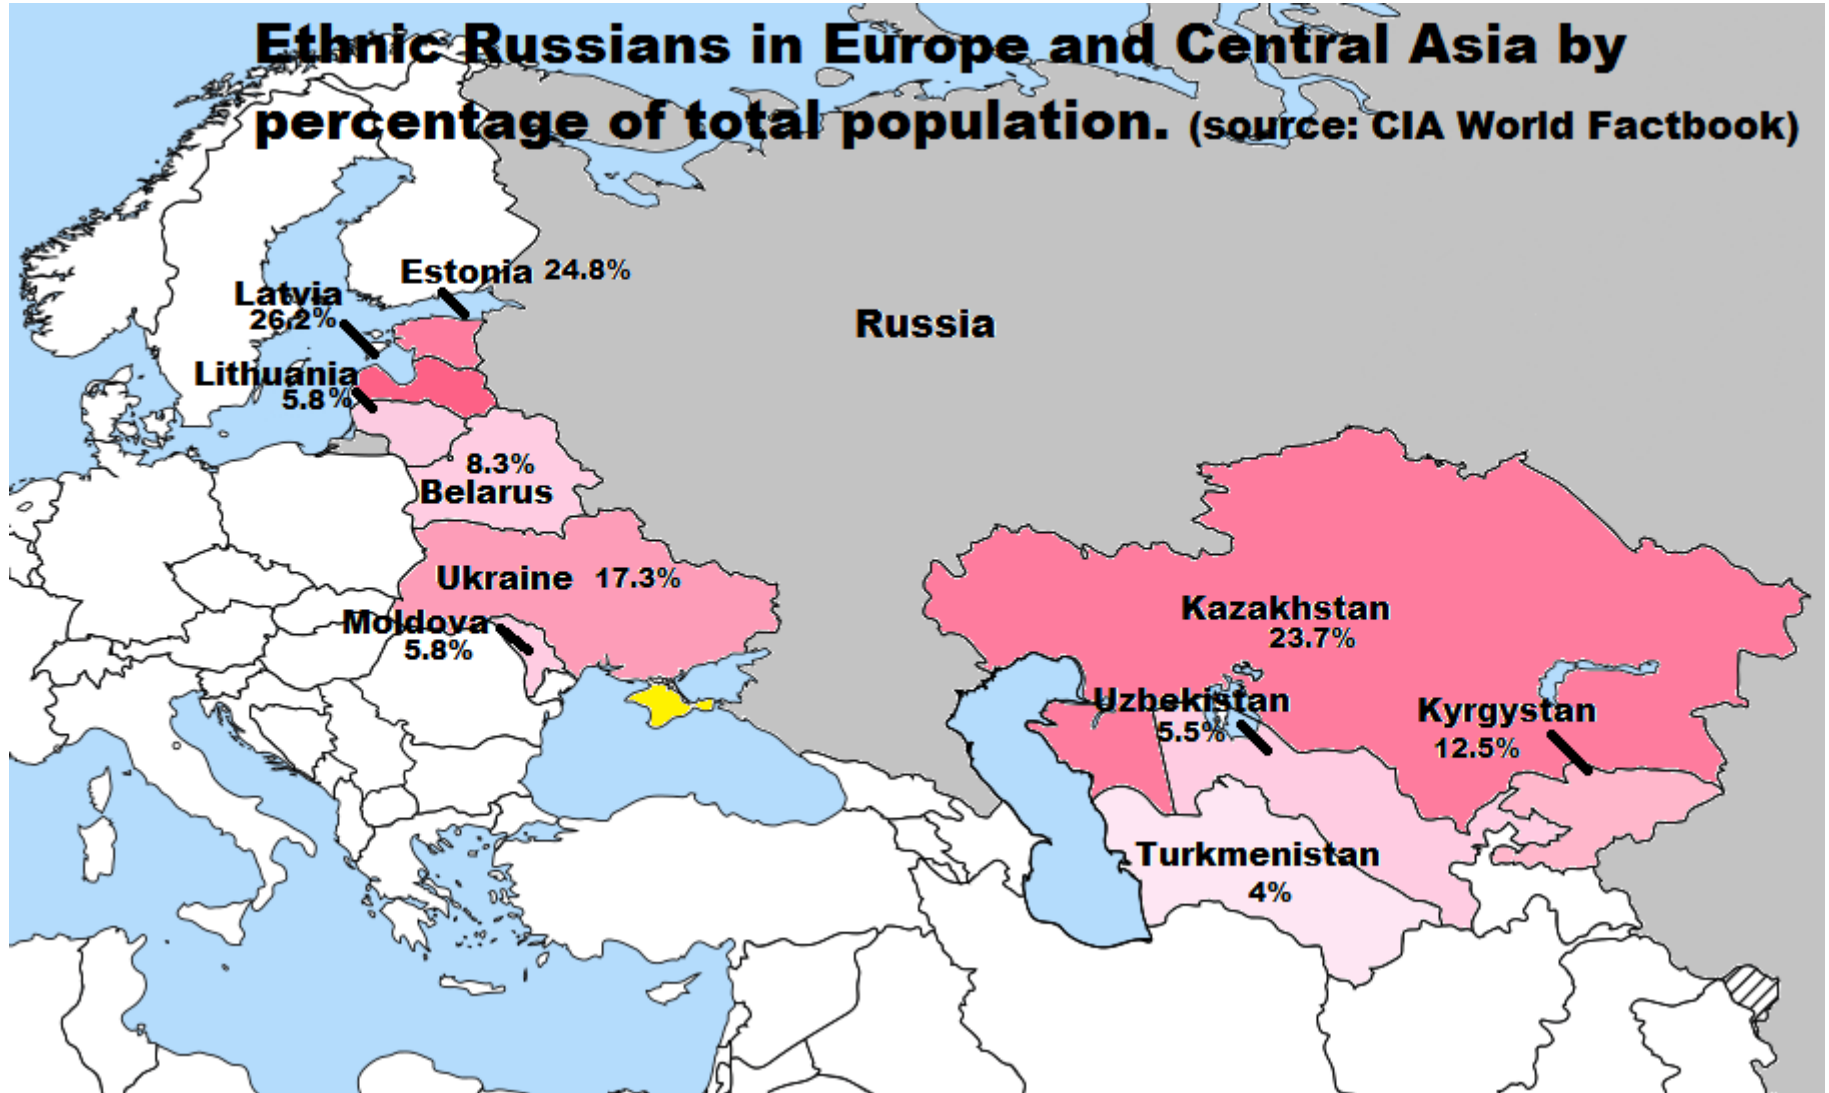 Ethnic Russians in Europe and Central Asia by
percentage of total population. (source: CIA World Factbook)
Estonia 24.8%
Latvia
26.2%
Russia
Lithuania
5.8%
8.3%
Belarus
Ukraine 17.3%
Moldova
5.8%
Kazakhstan
23.7%
Uzbekistan
5.5%
Kyrgystan
12.5%
Turkmenistan
4%